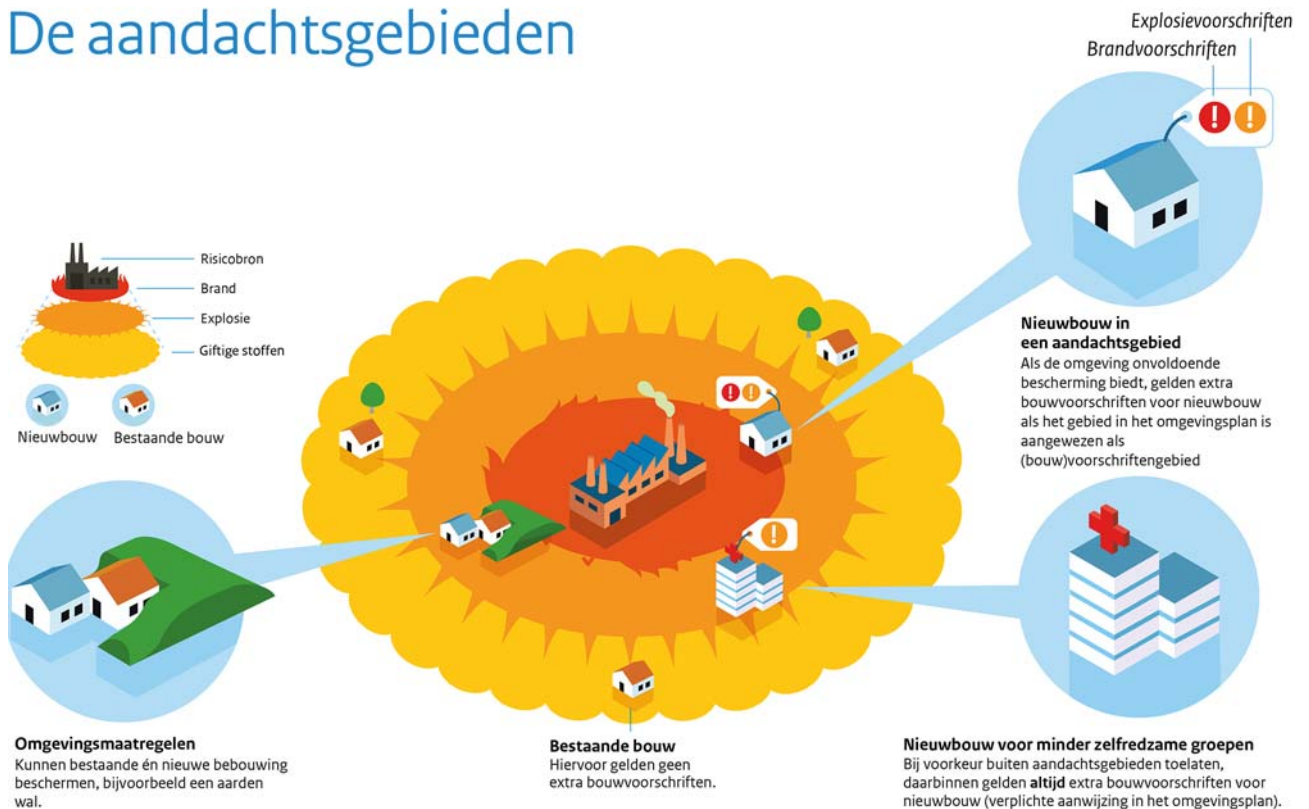 De aandachtsgebieden
Explosievoorschriften
Brandvoorschriften
Risicobron
Brand
Explosie
Giftige stoffen
Nieuwbouw
Bestaande bouw
Nieuwbouw in
een aandachtsgebied
Als de omgeving onvoldoende
bescherming biedt, gelden extra
bouwvoorschriften voor nieuwbouw
als het gebied in het omgevingsplan is
aangewezen als
(bouw)voorschriftengebied
Omgevingsmaatregelen
Kunnen bestaande én nieuwe bebouwing
beschermen, bijvoorbeeld een aarden
wal.
Bestaande bouw
Hiervoor gelden geen
extra bouwvoorschriften.
Nieuwbouw voor minder zelfredzame groepen
Bij voorkeur buiten aandachtsgebieden toelaten,
daarbinnen gelden altijd extra bouwvoorschriften voor
nieuwbouw (verplichte aanwijzing in het omgevingsplan).